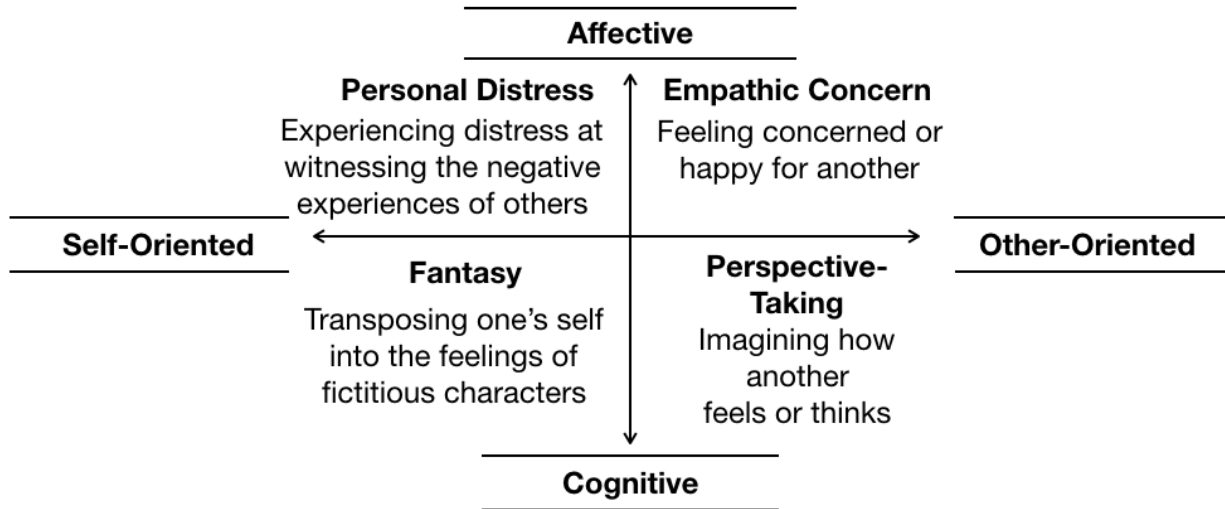 Affective
Personal Distress
Experiencing distress at
witnessing the negative
experiences of others
Empathic Concern
Feeling concerned or
happy for another
Self-Oriented
Other-Oriented
Fantasy
Transposing one’s self
into the feelings of
fictitious characters
Perspective-
Taking
Imagining how
another
feels or thinks
Cognitive